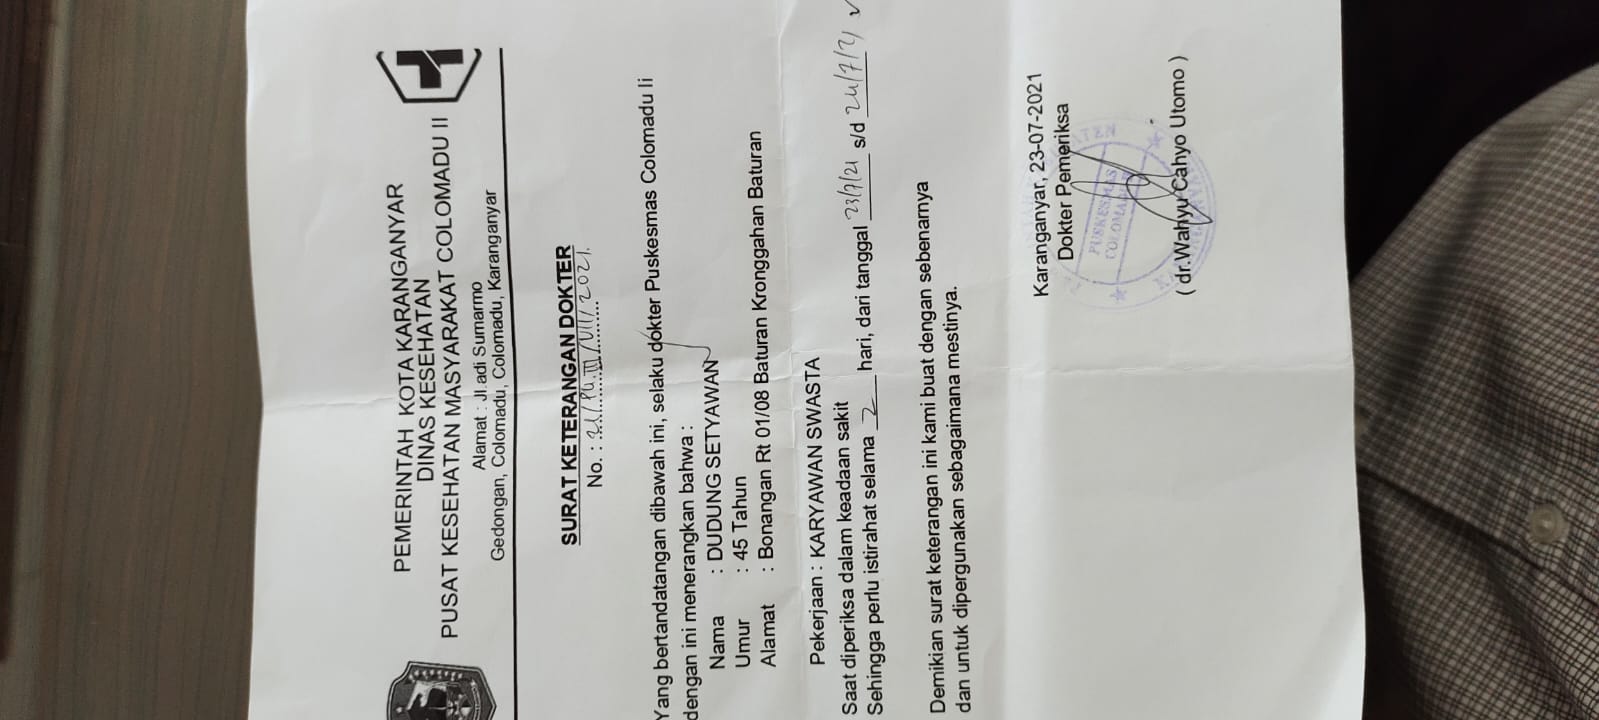 PEMERINTAH KOTA KARANGANYAR
DINAS KESEHATAN
PUSAT KESEHATAN MASYARAKAT COLOMADU II
Alamat : Jl.adi Sumarmo
Gedongan, Colomadu, Colomadu, Karanganyar
SURAT KETERANGAN DOKTER
No. : 21/PU.III/VII/2021.
Yang bertandatangan dibawah ini, selaku dokter Puskesmas Colomadu Ii
dengan ini menerangkan bahwa :
Nama : DUDUNG SETYAWAN
Umur : 45 Tahun
Alamat : Bonangan Rt 01/08 Baturan Kronggahan Baturan
Pekerjaan : KARYAWAN SWASTA
Saat diperiksa dalam keadaan sakit
Sehingga perlu istirahat selama 2 hari, dari tanggal 23/7/21 s/d 24/7/21
Demikian surat keterangan ini kami buat dengan sebenarnya
dan untuk dipergunakan sebagaimana mestinya.
Karanganyar, 23-07-2021
Dokter Pemeriksa
PUSKESMAS
COLOMADU
( dr.Wahyu Cahyo Utomo )